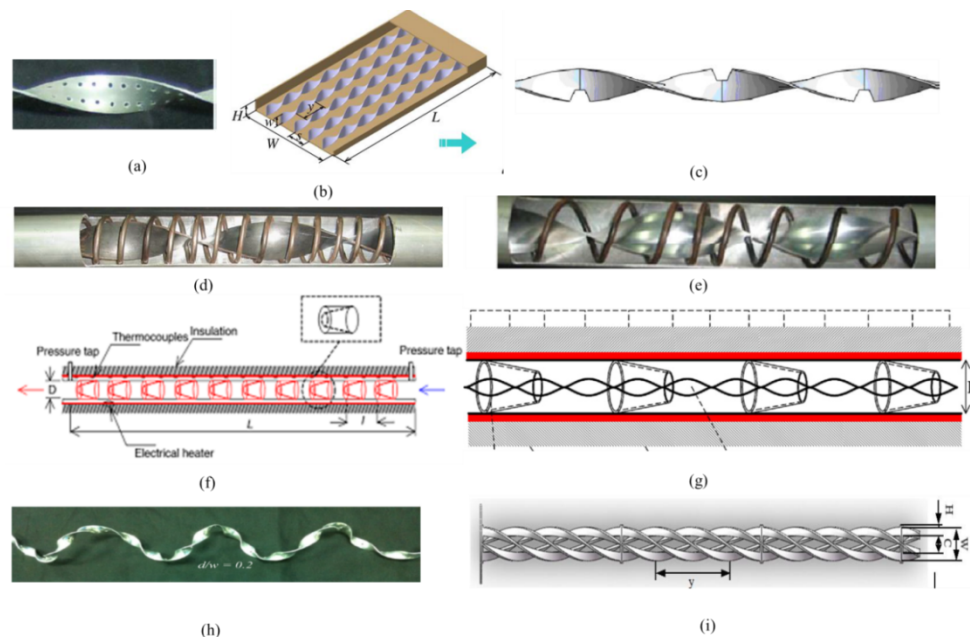 (a)
H
w
y
s
W
L
(b)
(c)
(d)
(e)
Thermocouples
Insulation
Pressure tap
Pressure tap
D
L
l
Electrical heater
(f)
(g)
d/w = 0.2
(h)
y
H
C
W
(i)